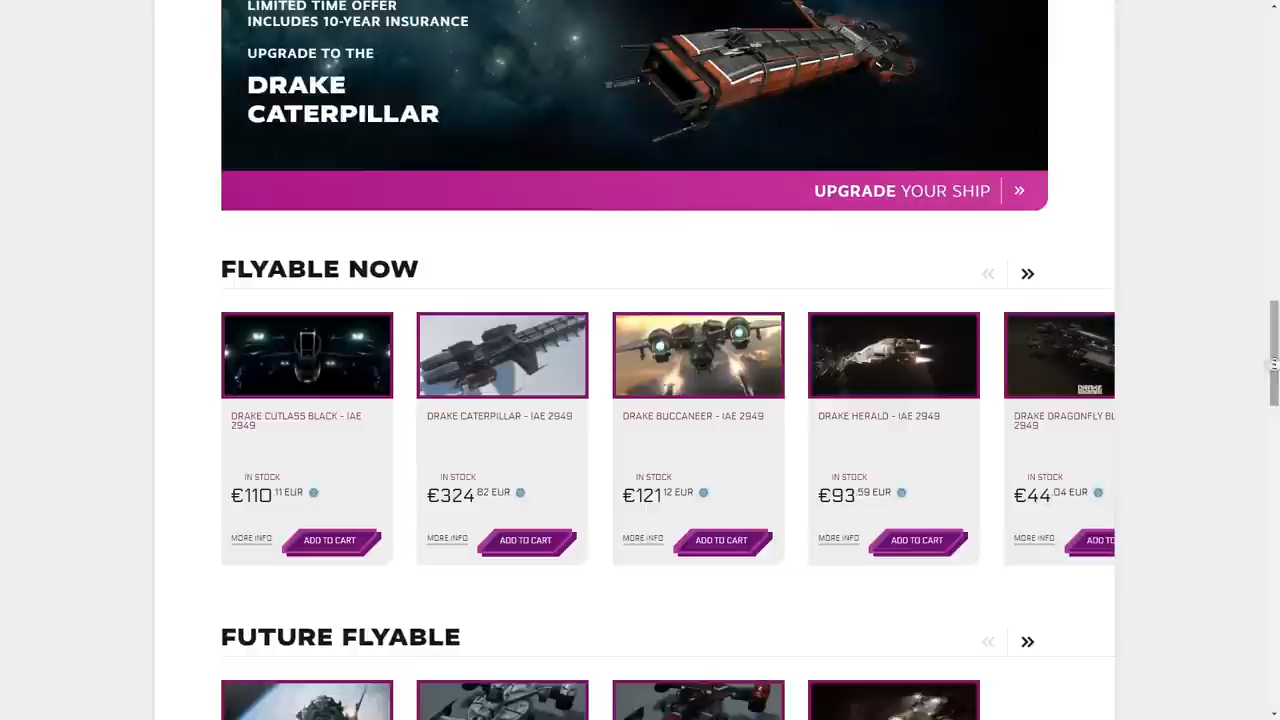 LIMITED TIME OFFER
INCLUDES 10-YEAR INSURANCE
UPGRADE TO THE
DRAKE
CATERPILLAR
UPGRADE YOUR SHIP
FLYABLE NOW
DRAKE CUTLASS BLACK - IAE
2949
IN STOCK
€110.11 EUR
MORE INFO
ADD TO CART
DRAKE CATERPILLAR - IAE 2949
IN STOCK
€324.82 EUR
MORE INFO
ADD TO CART
DRAKE BUCCANEER - IAE 2949
IN STOCK
€121.12 EUR
MORE INFO
ADD TO CART
DRAKE HERALD - IAE 2949
IN STOCK
€93.59 EUR
MORE INFO
ADD TO CART
DRAKE
DRAKE DRAGONFLY BL
2949
IN STOCK
€44.04 EUR
MORE INFO
ADD TO
FUTURE FLYABLE